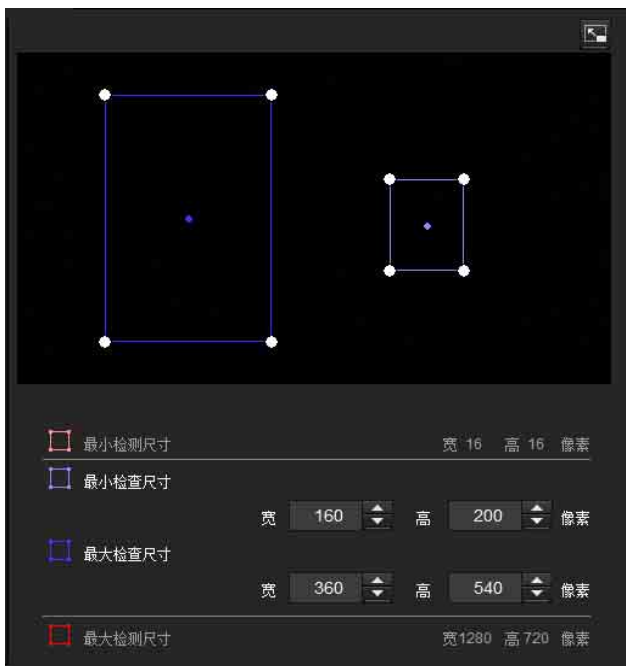 最小检测尺寸 宽 16 高 16 像素
最小检查尺寸
宽 160 高 200 像素
最大检查尺寸
宽 360 高 540 像素
最大检测尺寸 宽1280 高720 像素